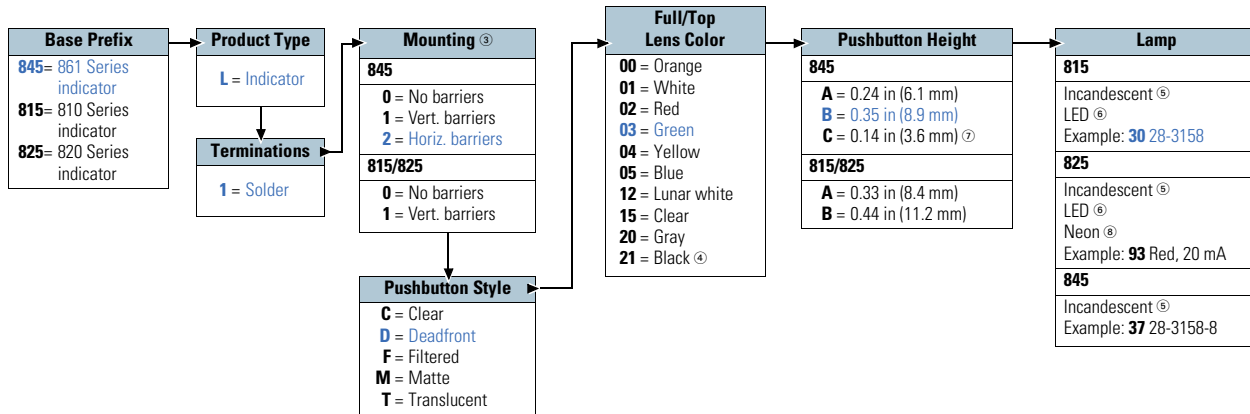 Base Prefix
845= 861 Series
indicator
815= 810 Series
indicator
825= 820 Series
indicator
Product Type
L = Indicator
Terminations
1 = Solder
Mounting ③
845
0 = No barriers
1 = Vert. barriers
2 = Horiz. barriers
815/825
0 = No barriers
1 = Vert. barriers
Pushbutton Style
C = Clear
D = Deadfront
F = Filtered
M = Matte
T = Translucent
Full/Top
Lens Color
00 = Orange
01 = White
02 = Red
03 = Green
04 = Yellow
05 = Blue
12 = Lunar white
15 = Clear
20 = Gray
21 = Black ④
Pushbutton Height
845
A = 0.24 in (6.1 mm)
B = 0.35 in (8.9 mm)
C = 0.14 in (3.6 mm) ⑦
815/825
A = 0.33 in (8.4 mm)
B = 0.44 in (11.2 mm)
Lamp
815
Incandescent ⑤
LED ⑥
Example: 30 28-3158
825
Incandescent ⑤
LED ⑥
Neon ⑧
Example: 93 Red, 20 mA
845
Incandescent ⑤
Example: 37 28-3158-8